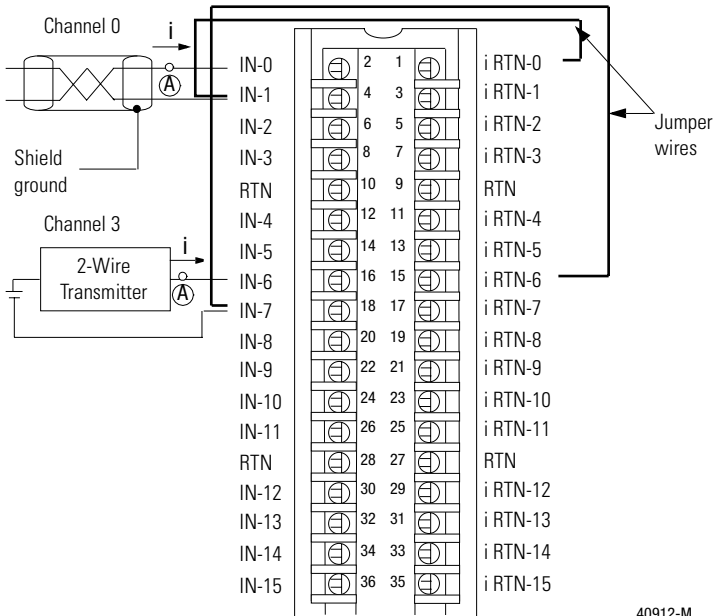 Channel 0
i
A
Shield
ground
Channel 3
i
2-Wire
Transmitter
A
IN-0 2 1 i RTN-0
IN-1 4 3 i RTN-1
IN-2 6 5 i RTN-2
IN-3 8 7 i RTN-3
RTN 10 9 RTN
IN-4 12 11 i RTN-4
IN-5 14 13 i RTN-5
IN-6 16 15 i RTN-6
IN-7 18 17 i RTN-7
IN-8 20 19 i RTN-8
IN-9 22 21 i RTN-9
IN-10 24 23 i RTN-10
IN-11 26 25 i RTN-11
RTN 28 27 RTN
IN-12 30 29 i RTN-12
IN-13 32 31 i RTN-13
IN-14 34 33 i RTN-14
IN-15 36 35 i RTN-15
Jumper
wires
40912-M